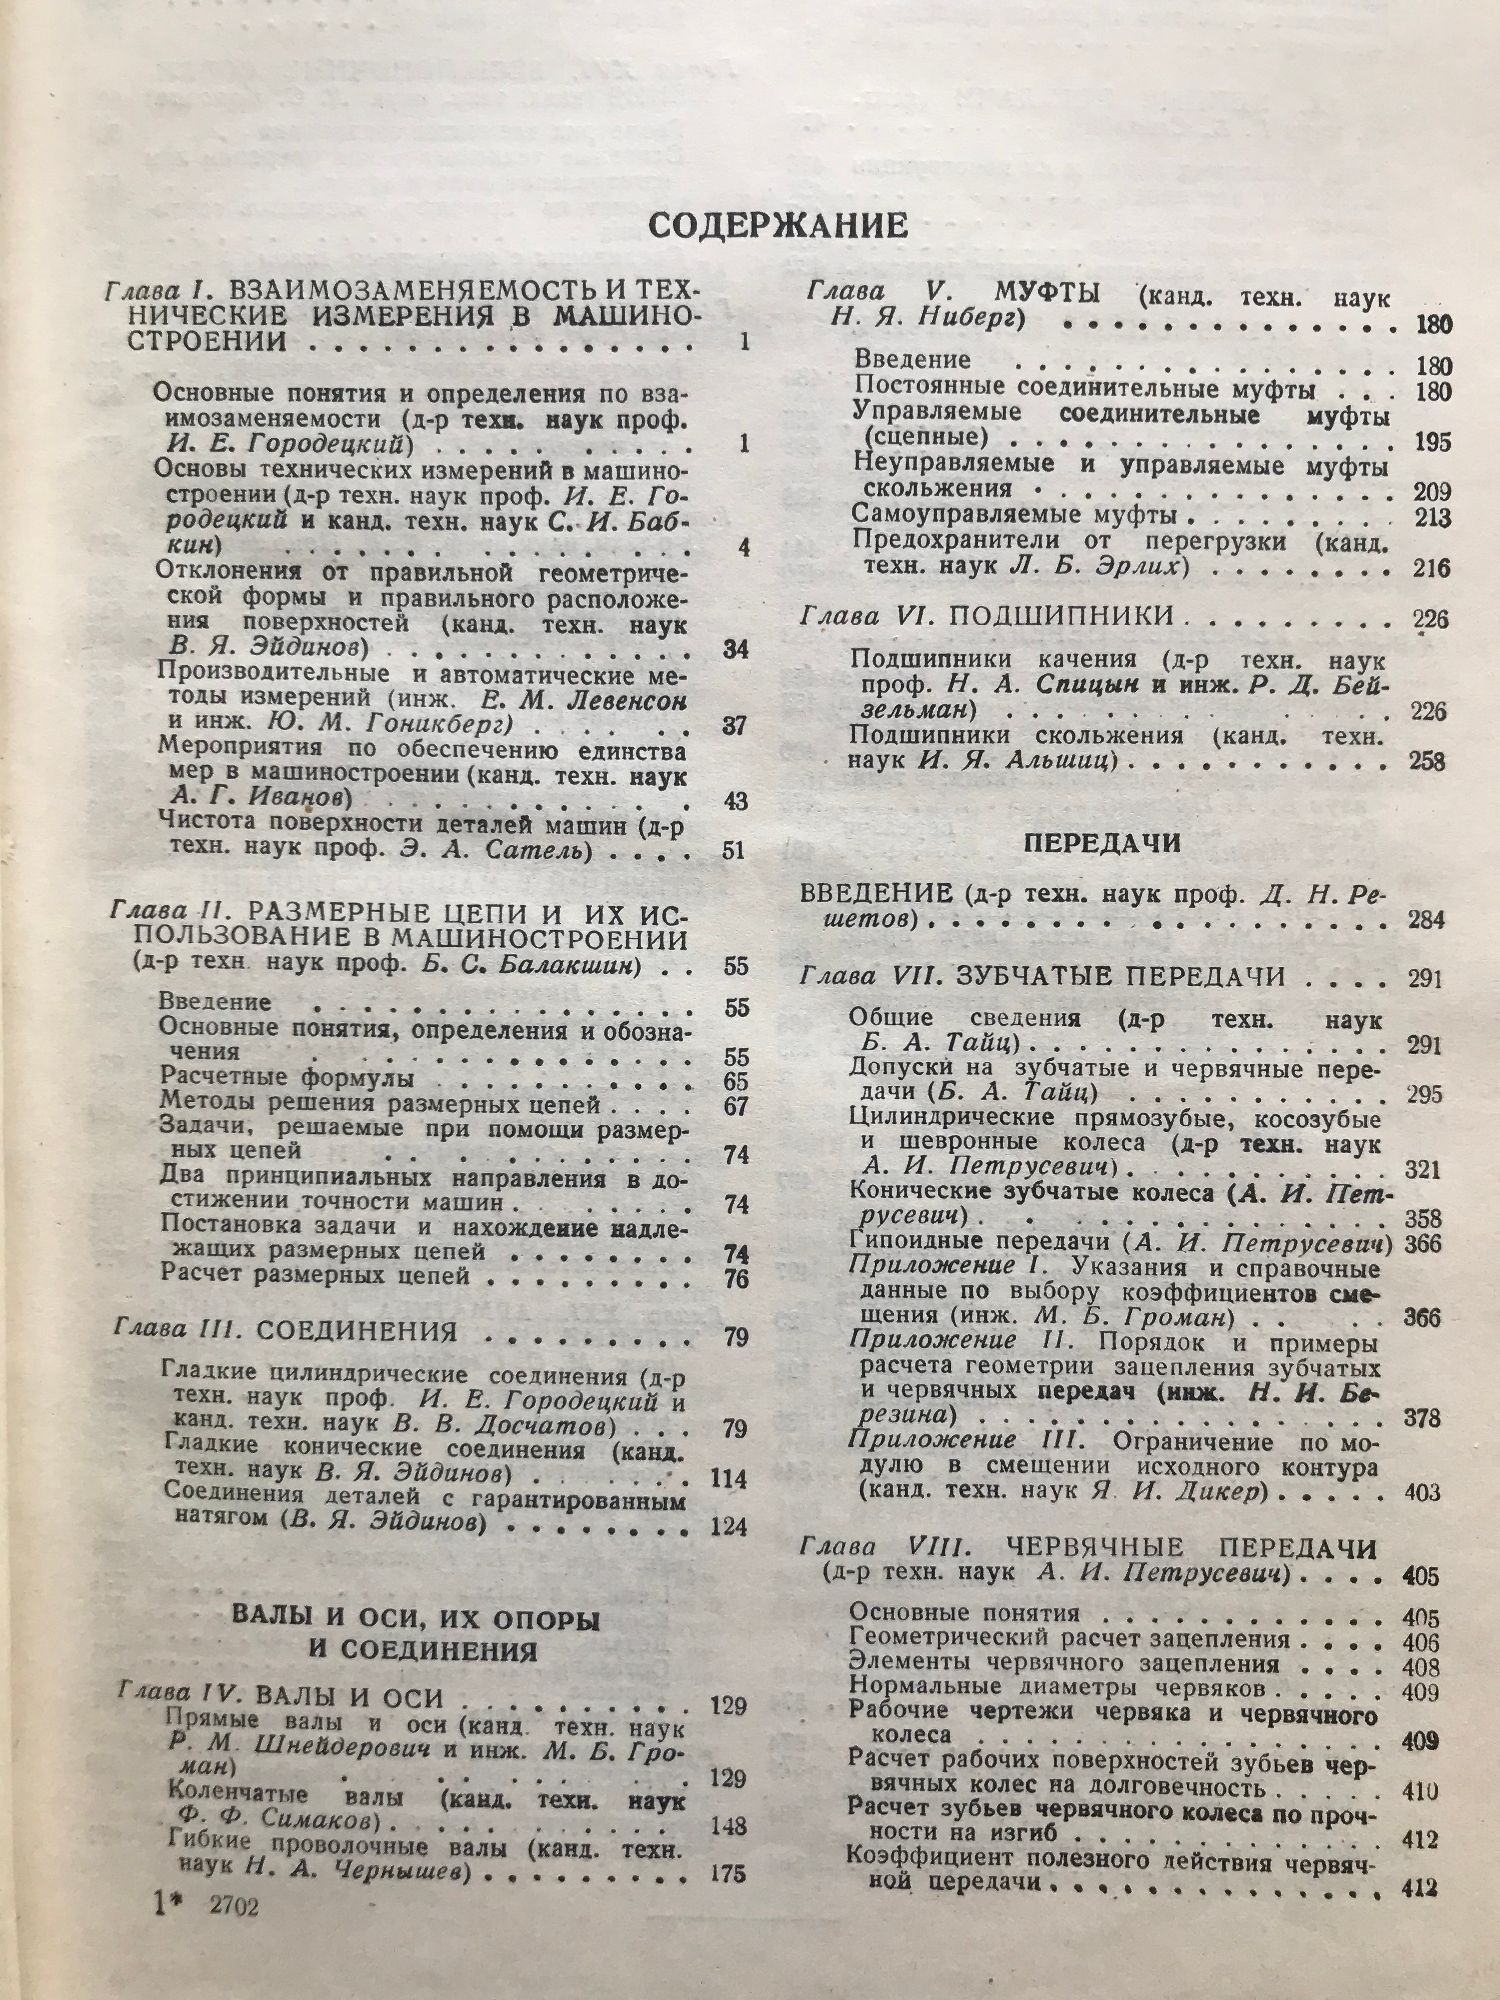 СОДЕРЖАНИЕ
Глава I. ВЗАИМОЗАМЕНЯЕМОСТЬ И ТЕХ-
НИЧЕСКИЕ ИЗМЕРЕНИЯ В МАШИНО-
СТРОЕНИИ . . . . . . . . . . . . . . . . 1
Основные понятия и определения по вза-
имозаменяемости (д-р техн. наук проф.
И. Е. Городецкий) . . . . . . . . . . 1
Основы технических измерений в машино-
строении (д-р техн. наук проф. И. Е. Го-
родецкий и канд. техн. наук С. И. Баб-
кин) . . . . . . . . . . . . . . . 4
Отклонения от правильной геометриче-
ской формы и правильного расположе-
ния поверхностей (канд. техн. наук
В. Я. Эйдинов) . . . . . . . . . . . . 34
Производительные и автоматические ме-
тоды измерений (инж. Е. М. Левенсон
и инж. Ю. М. Гоникберг) . . . . . . 37
Мероприятия по обеспечению единства
мер в машиностроении (канд. техн. наук
А. Г. Иванов) . . . . . . . . . . . . 43
Чистота поверхности деталей машин (д-р
техн. наук проф. Э. А. Сатель) . . . . 51
Глава II. РАЗМЕРНЫЕ ЦЕПИ И ИХ ИС-
ПОЛЬЗОВАНИЕ В МАШИНОСТРОЕНИИ
(д-р техн. наук проф. Б. С. Балакшин) . . 55
Введение . . . . . . . . . . . . . . . 55
Основные понятия, определения и обозна-
чения . . . . . . . . . . . . . . . 55
Расчетные формулы . . . . . . . . . . 65
Методы решения размерных цепей . . . . 67
Задачи, решаемые при помощи размер-
ных цепей . . . . . . . . . . . . 74
Два принципиальных направления в до-
стижении точности машин . . . . . . . 74
Постановка задачи и нахождение надле-
жащих размерных цепей . . . . . . . . 74
Расчет размерных цепей . . . . . . . . . 76
Глава III. СОЕДИНЕНИЯ . . . . . . . . . 79
Гладкие цилиндрические соединения (д-р
техн. наук проф. И. Е. Городецкий и
канд. техн. наук В. В. Досчатов) . . . 79
Гладкие конические соединения (канд.
техн. наук В. Я. Эйдинов) . . . . . . 114
Соединения деталей с гарантированным
натягом (В. Я. Эйдинов) . . . . . . . . 124
ВАЛЫ И ОСИ, ИХ ОПОРЫ
И СОЕДИНЕНИЯ
Глава IV. ВАЛЫ И ОСИ . . . . . . . . . . 129
Прямые валы и оси (канд. техн. наук
Р. М. Шнейдерович и инж. М. Б. Гро-
ман) . . . . . . . . . . . . 129
Коленчатые валы (канд. техн. наук
Ф. Ф. Симаков) . . . . . . . . . . . . 148
Гибкие проволочные валы (канд. техн.
наук Н. А. Чернышев) . . . . . . . . . 175
1* 2702
Глава V. МУФТЫ (канд. техн. наук
Н. Я. Ниберг) . . . . . . . . . . . . . . 180
Введение . . . . . . . . . . . . . . . 180
Постоянные соединительные муфты . . . 180
Управляемые соединительные муфты
(сцепные) . . . . . . . . . . . . . . . 195
Неуправляемые и управляемые муфты
скольжения . . . . . . . . . . . . . . 209
Самоуправляемые муфты . . . . . . . . . 213
Предохранители от перегрузки (канд.
техн. наук Л. Б. Эрлих) . . . . . . . . 216
Глава VI. ПОДШИПНИКИ . . . . . . . . . 226
Подшипники качения (д-р техн. наук
проф. Н. А. Спицын и инж. Р. Д. Бей-
зельман) . . . . . . . . . . . . 226
Подшипники скольжения (канд. техн.
наук И. Я. Альшиц) . . . . . . . . . . . 258
ПЕРЕДАЧИ
ВВЕДЕНИЕ (д-р техн. наук проф. Д. Н. Ре-
шетов) . . . . . . . . . . . . . . . . . 284
Глава VII. ЗУБЧАТЫЕ ПЕРЕДАЧИ . . . . 291
Общие сведения (д-р техн. наук
Б. А. Тайц) . . . . . . . . . . . . . . 291
Допуски на зубчатые и червячные пере-
дачи (Б. А. Тайц) . . . . . . . . . . . 295
Цилиндрические прямозубые, косозубые
и шевронные колеса (д-р техн. наук
А. И. Петрусевич) . . . . . . . . . . . 321
Конические зубчатые колеса (А. И. Пет-
русевич) . . . . . . . . . . . . . . . 358
Гипоидные передачи (А. И. Петрусевич) 366
Приложение I. Указания и справочные
данные по выбору коэффициентов сме-
щения (инж. М. Б. Громан) . . . . 366
Приложение II. Порядок и примеры
расчета геометрии зацепления зубчатых
и червячных передач (инж. Н. И. Бе-
резина) . . . . . . . . . . . . . . . . 378
Приложение III. Ограничение по мо-
дулю в смещении исходного контура
(канд. техн. наук Я. И. Дикер) . . . . . 403
Глава VIII. ЧЕРВЯЧНЫЕ ПЕРЕДАЧИ
(д-р техн. наук А. И. Петрусевич) . . . . 405
Основные понятия . . . . . . . . . . . . 405
Геометрический расчет зацепления . . . . 406
Элементы червячного зацепления . . . . 408
Нормальные диаметры червяков . . . . . 409
Рабочие чертежи червяка и червячного
колеса . . . . . . . . . . . . . . . . 409
Расчет рабочих поверхностей зубьев чер-
вячных колес на долговечность . . . . . 410
Расчет зубьев червячного колеса по проч-
ности на изгиб . . . . . . . . . . . . . 412
Коэффициент полезного действия червяч-
ной передачи . . . . . . . . . . . . . . 412